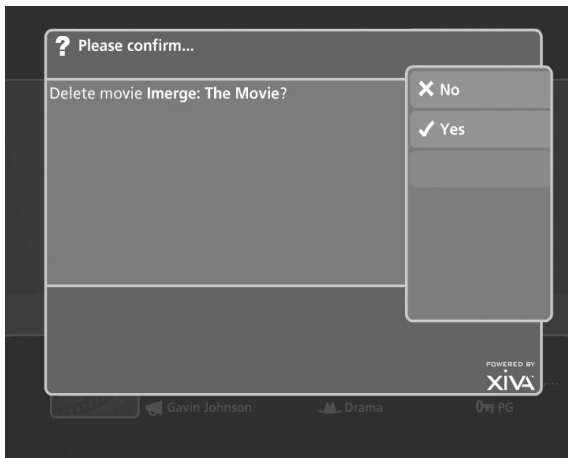 Please confirm...
Delete movie Imerge: The Movie?
No
Yes
POWERED BY
XiVA
Gavin Johnson
Drama
PG